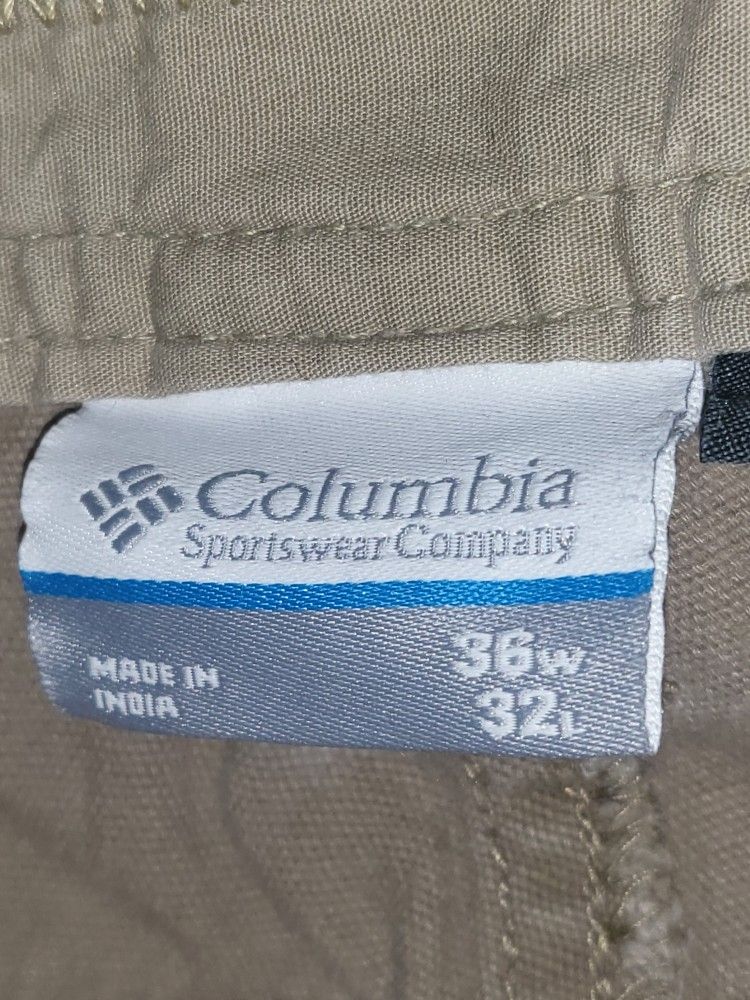 Columbia
Sportswear Company
MADE IN
INDIA
36W
32L